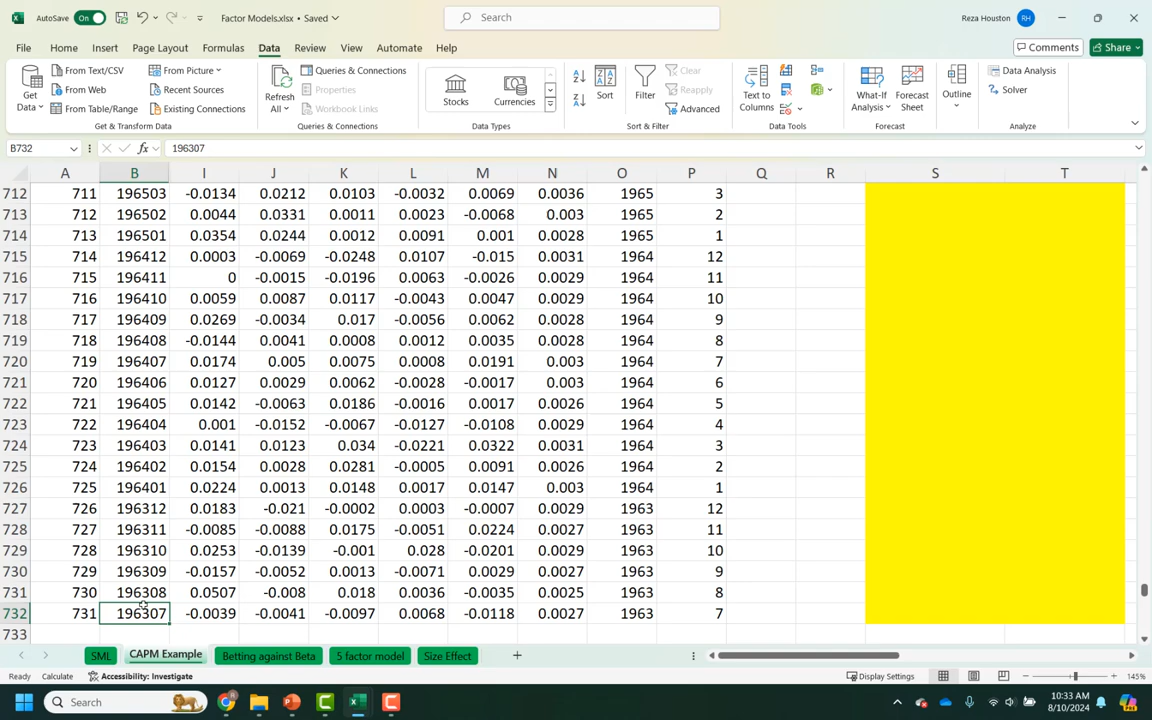 AutoSave On Factor Models.xlsx • Saved Search Reza Houston RH
File Home Insert Page Layout Formulas Data Review View Automate Help Comments Share
Get Data
From Text/CSV
From Web
From Table/Range
From Picture
Recent Sources
Existing Connections
Get & Transform Data
Refresh All
Queries & Connections
Properties
Workbook Links
Queries & Connections
Stocks
Currencies
Data Types
Sort
Filter
Clear
Reapply
Advanced
Sort & Filter
Text to Columns
Data Tools
What-If Analysis
Forecast Sheet
Forecast
Outline
Data Analysis
Solver
Analyze
B732 fx 196307
A B I J K L M N O P Q R S T
712 711 196503 -0.0134 0.0212 0.0103 -0.0032 0.0069 0.0036 1965 3
713 712 196502 0.0044 0.0331 0.0011 0.0023 -0.0068 0.003 1965 2
714 713 196501 0.0354 0.0244 0.0012 0.0091 0.001 0.0028 1965 1
715 714 196412 0.0003 -0.0069 -0.0248 0.0107 -0.015 0.0031 1964 12
716 715 196411 0 -0.0015 -0.0196 0.0063 -0.0026 0.0029 1964 11
717 716 196410 0.0059 0.0087 0.0117 -0.0043 0.0047 0.0029 1964 10
718 717 196409 0.0269 -0.0034 0.017 -0.0056 0.0062 0.0028 1964 9
719 718 196408 -0.0144 0.0041 0.0008 0.0012 0.0035 0.0028 1964 8
720 719 196407 0.0174 0.005 0.0075 0.0008 0.0191 0.003 1964 7
721 720 196406 0.0127 0.0029 0.0062 -0.0028 -0.0017 0.003 1964 6
722 721 196405 0.0142 -0.0063 0.0186 -0.0016 0.0017 0.0026 1964 5
723 722 196404 0.001 -0.0152 -0.0067 -0.0127 -0.0108 0.0029 1964 4
724 723 196403 0.0141 0.0123 0.034 -0.0221 0.0322 0.0031 1964 3
725 724 196402 0.0154 0.0028 0.0281 -0.0005 0.0091 0.0026 1964 2
726 725 196401 0.0224 0.0013 0.0148 0.0017 0.0147 0.003 1964 1
727 726 196312 0.0183 -0.021 -0.0002 0.0003 -0.0007 0.0029 1963 12
728 727 196311 -0.0085 -0.0088 0.0175 -0.0051 0.0224 0.0027 1963 11
729 728 196310 0.0253 -0.0139 -0.001 0.028 -0.0201 0.0029 1963 10
730 729 196309 -0.0157 -0.0052 0.0013 -0.0071 0.0029 0.0027 1963 9
731 730 196308 0.0507 -0.008 0.018 0.0036 -0.0035 0.0025 1963 8
732 731 196307 -0.0039 -0.0041 -0.0097 0.0068 -0.0118 0.0027 1963 7
733
SML CAPM Example Betting against Beta 5 factor model Size Effect
Ready Calculate Accessibility: Investigate Display Settings 145%
Search 10:33 AM
8/10/2024